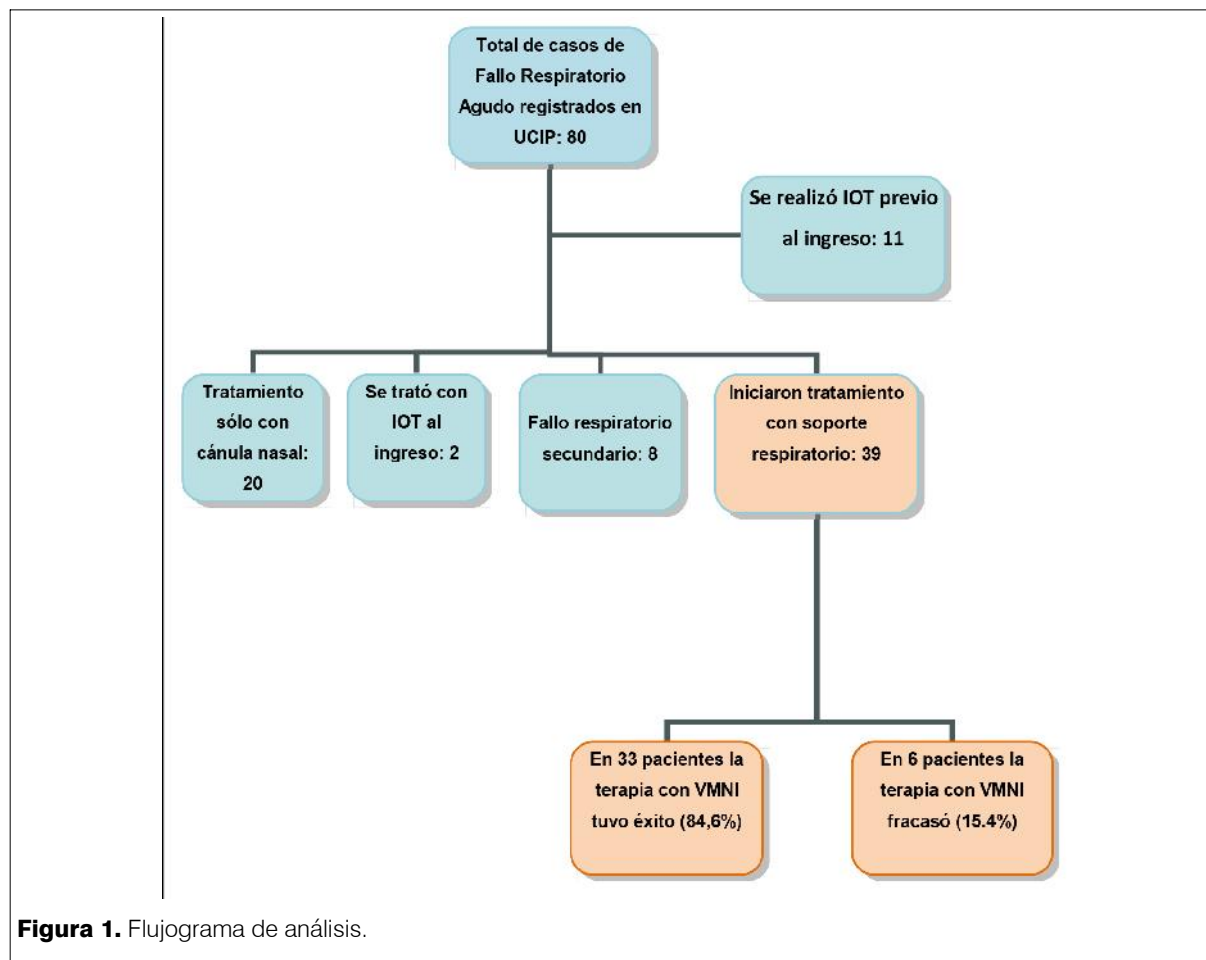 Total de casos de
Fallo Respiratorio
Agudo registrados en
UCIP: 80
Se realizó IOT previo
al ingreso: 11
Tratamiento
sólo con
cánula nasal:
20
Se trató con
IOT al
ingreso: 2
Fallo respiratorio
secundario: 8
Iniciaron tratamiento
con soporte
respiratorio: 39
En 33 pacientes la
terapia con VMNI
tuvo éxito (84,6%)
En 6 pacientes la
terapia con VMNI
fracasó (15.4%)
Figura 1. Flujograma de análisis.